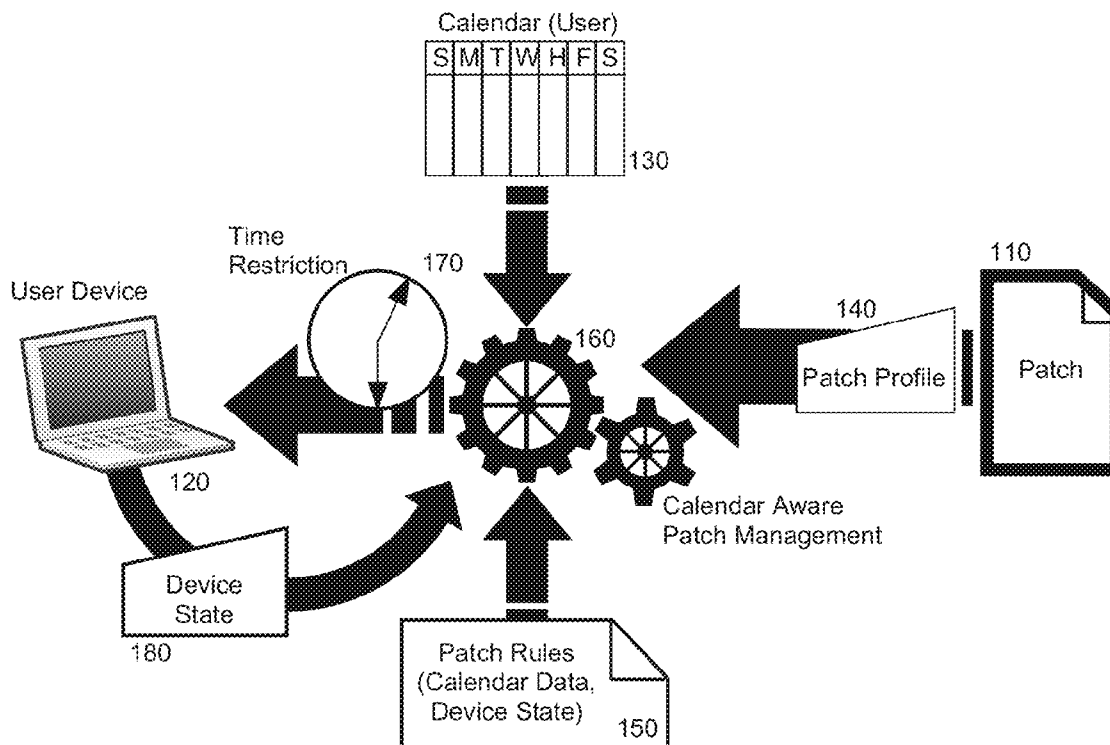 Calendar (User)
S M T W H F S
130
Time
Restriction
170
110
User Device
160
140
Patch Profile
Patch
120
Calendar Aware
Patch Management
Device
State
180
Patch Rules
(Calendar Data,
Device State)
150